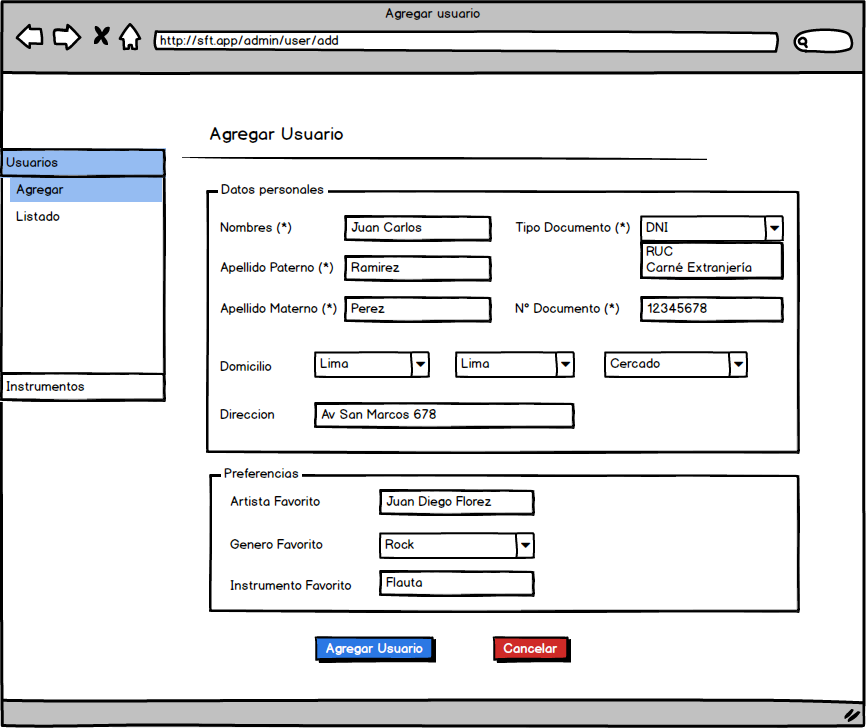 Agregar usuario
http://sft.app/admin/user/add
Agregar Usuario
Usuarios
Agregar
Listado
Instrumentos
Datos personales
Nombres (*) Juan Carlos Tipo Documento (*) DNI
RUC
Carné Extranjería
Apellido Paterno (*) Ramirez
Apellido Materno (*) Perez N° Documento (*) 12345678
Domicilio Lima Lima Cercado
Direccion Av San Marcos 678
Preferencias
Artista Favorito Juan Diego Florez
Genero Favorito Rock
Instrumento Favorito Flauta
Agregar Usuario Cancelar